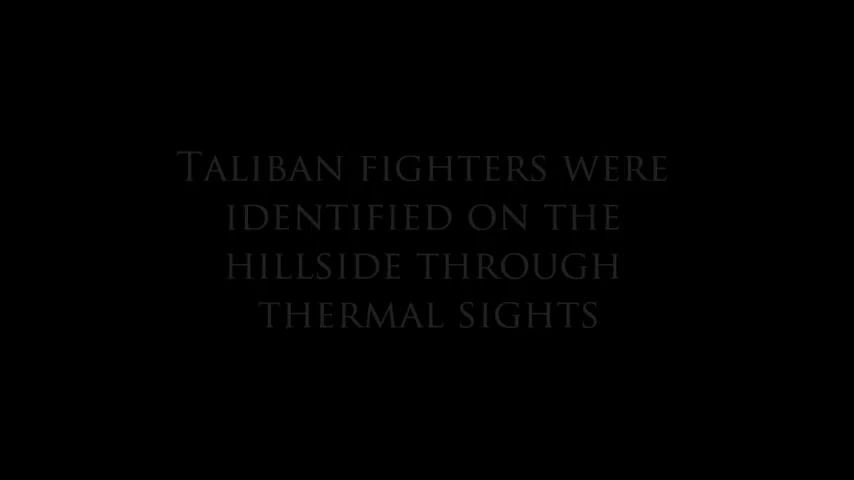 Taliban fighters were
identified on the
hillside through
thermal sights